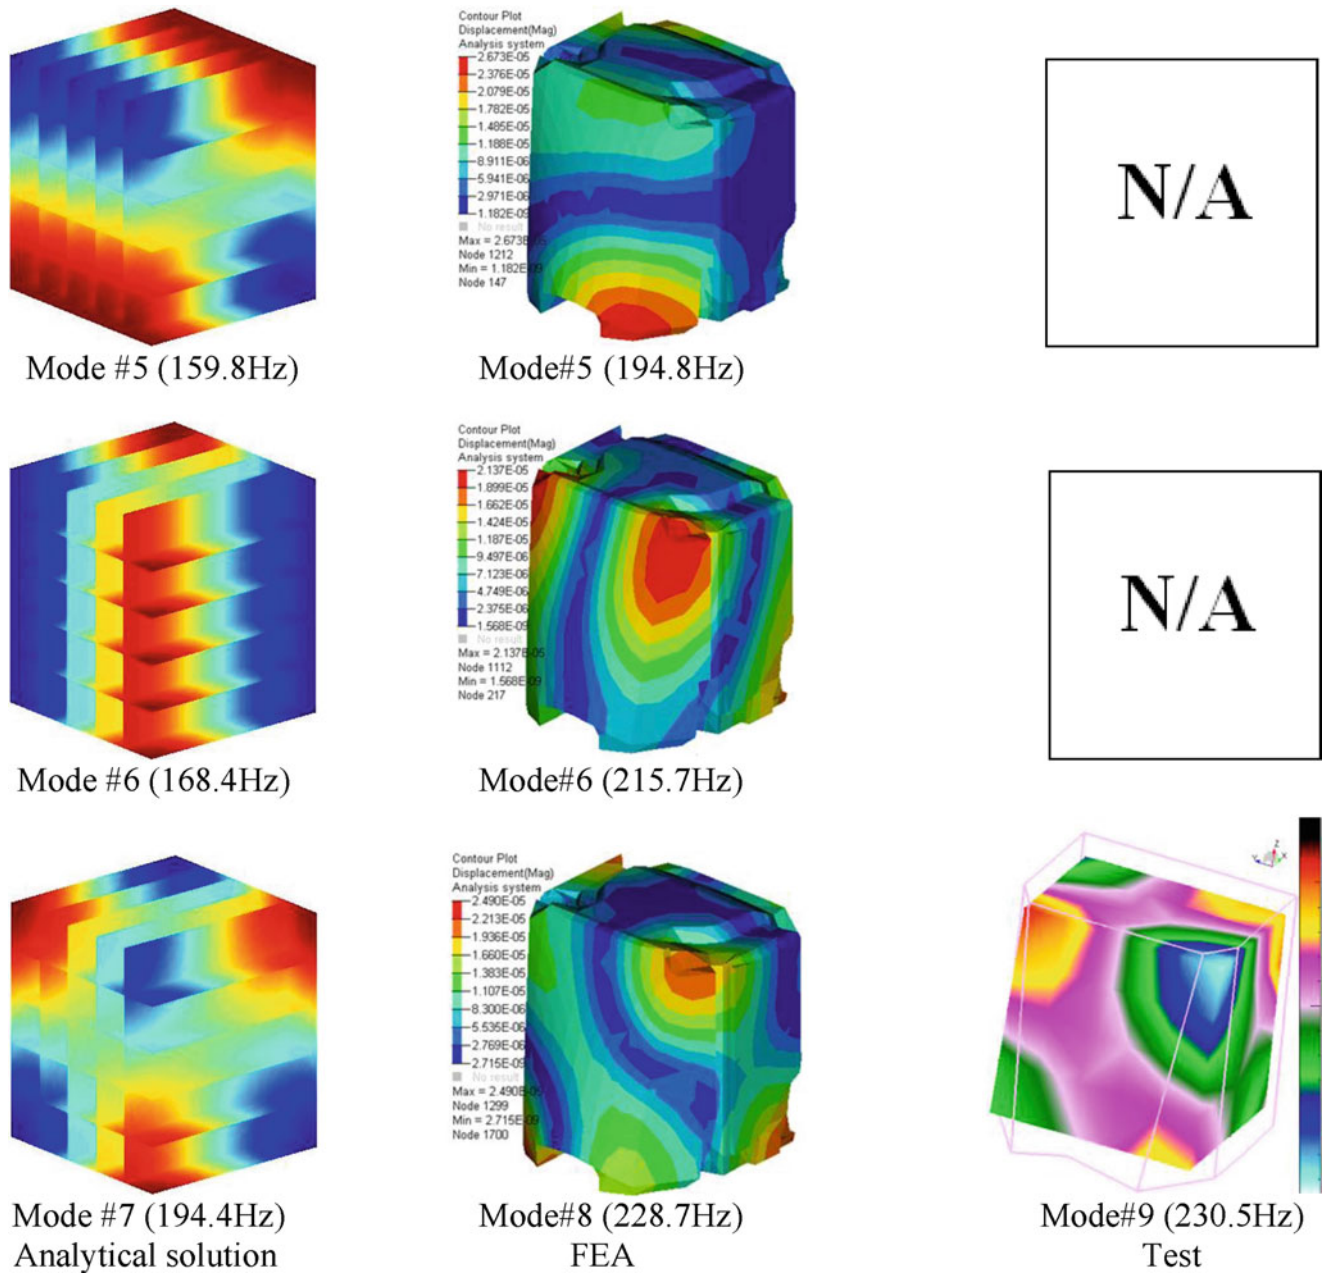 Contour Plot
Displacement(Mag)
Analysis system
2.673E-05
2.376E-05
2.079E-05
1.782E-05
1.485E-05
1.188E-05
8.911E-06
5.941E-06
2.971E-06
1.182E-09
No result
Max = 2.673E-05
Node 1212
Min = 1.182E-09
Node 147
N/A
Mode #5 (159.8Hz)
Mode#5 (194.8Hz)
Contour Plot
Displacement(Mag)
Analysis system
2.137E-05
1.899E-05
1.662E-05
1.424E-05
1.187E-05
9.497E-06
7.123E-06
4.749E-06
2.375E-06
1.568E-09
No result
Max = 2.137E-05
Node 1112
Min = 1.568E-09
Node 217
N/A
Mode #6 (168.4Hz)
Mode#6 (215.7Hz)
Contour Plot
Displacement(Mag)
Analysis system
2.490E-05
2.213E-05
1.936E-05
1.660E-05
1.383E-05
1.107E-05
8.300E-06
5.535E-06
2.769E-06
2.715E-09
No result
Max = 2.490E-05
Node 1299
Min = 2.715E-09
Node 1700
Z
Y
X
Mode #7 (194.4Hz)
Mode#8 (228.7Hz)
Mode#9 (230.5Hz)
Analytical solution
FEA
Test